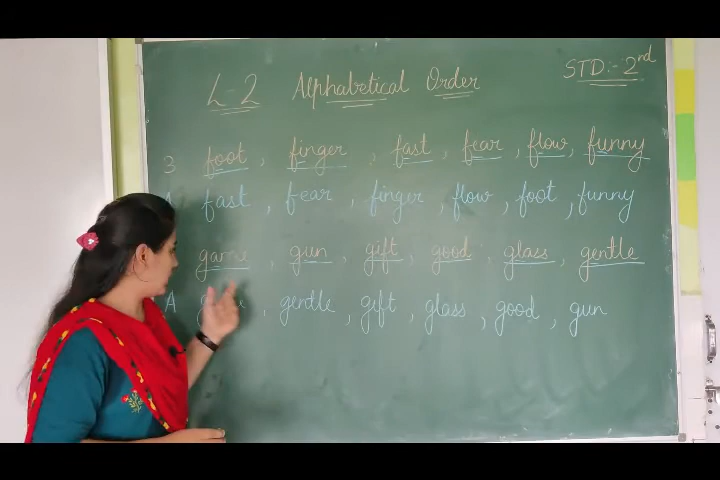 L-2 Alphabetical Order STD:- 2nd
3 foot, finger, fast, fear, flow, funny
A fast, fear, finger, flow, foot, funny
game, gun, gift, good, glass, gentle
A , gentle, gift, glass, good, gun